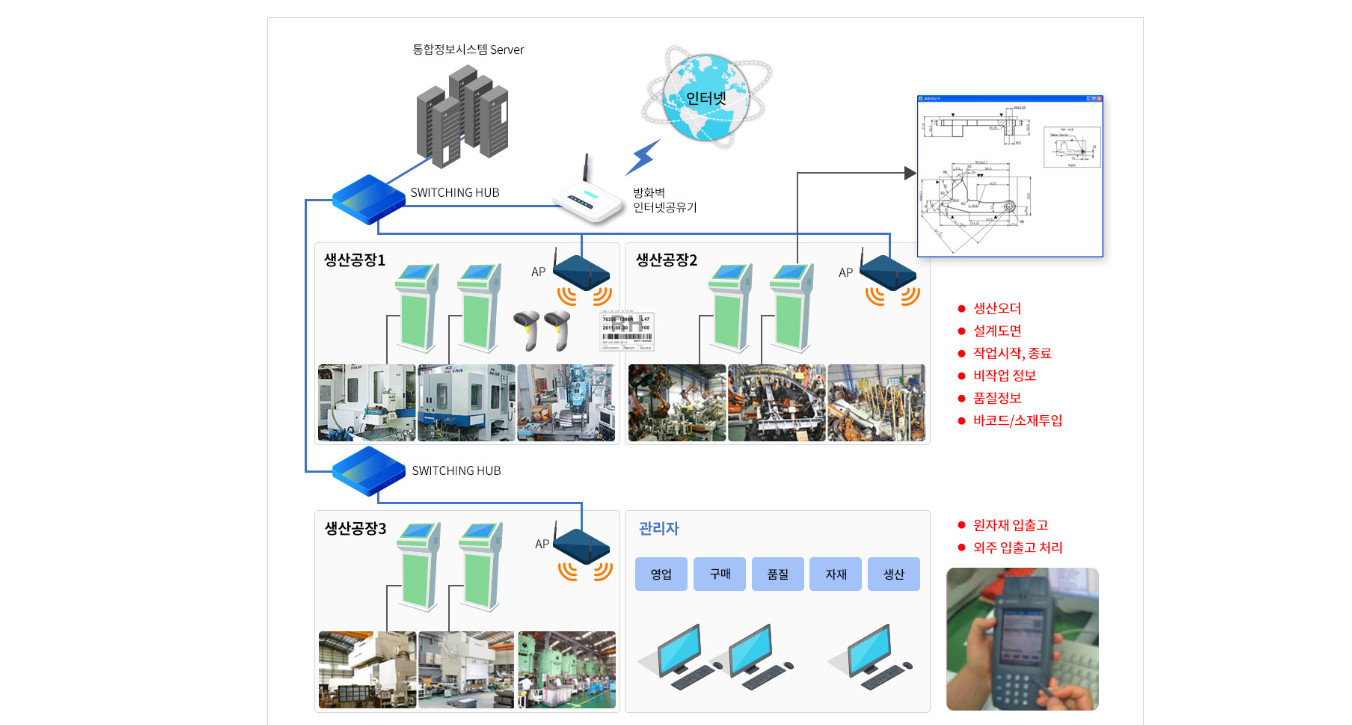 통합정보시스템 Server
인터넷
SWITCHING HUB
방화벽
인터넷공유기
생산공장1
AP
생산공장2
AP
생산오더
설계도면
작업시작, 종료
비작업 정보
품질정보
바코드/소재투입
SWITCHING HUB
생산공장3
AP
관리자
영업
구매
품질
자재
생산
원자재 입출고
외주 입출고 처리